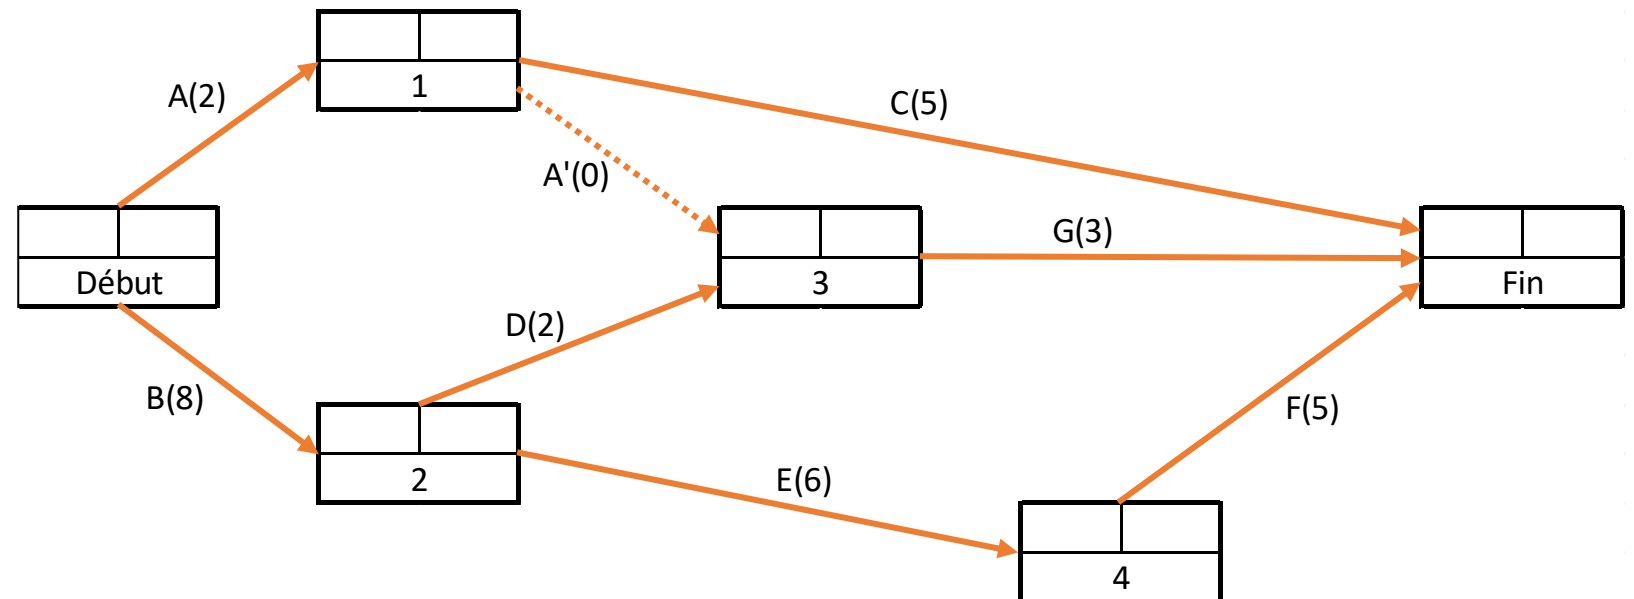 1
A(2)
C(5)
A'(0)
G(3)
Début
3
Fin
D(2)
B(8)
F(5)
2
E(6)
4